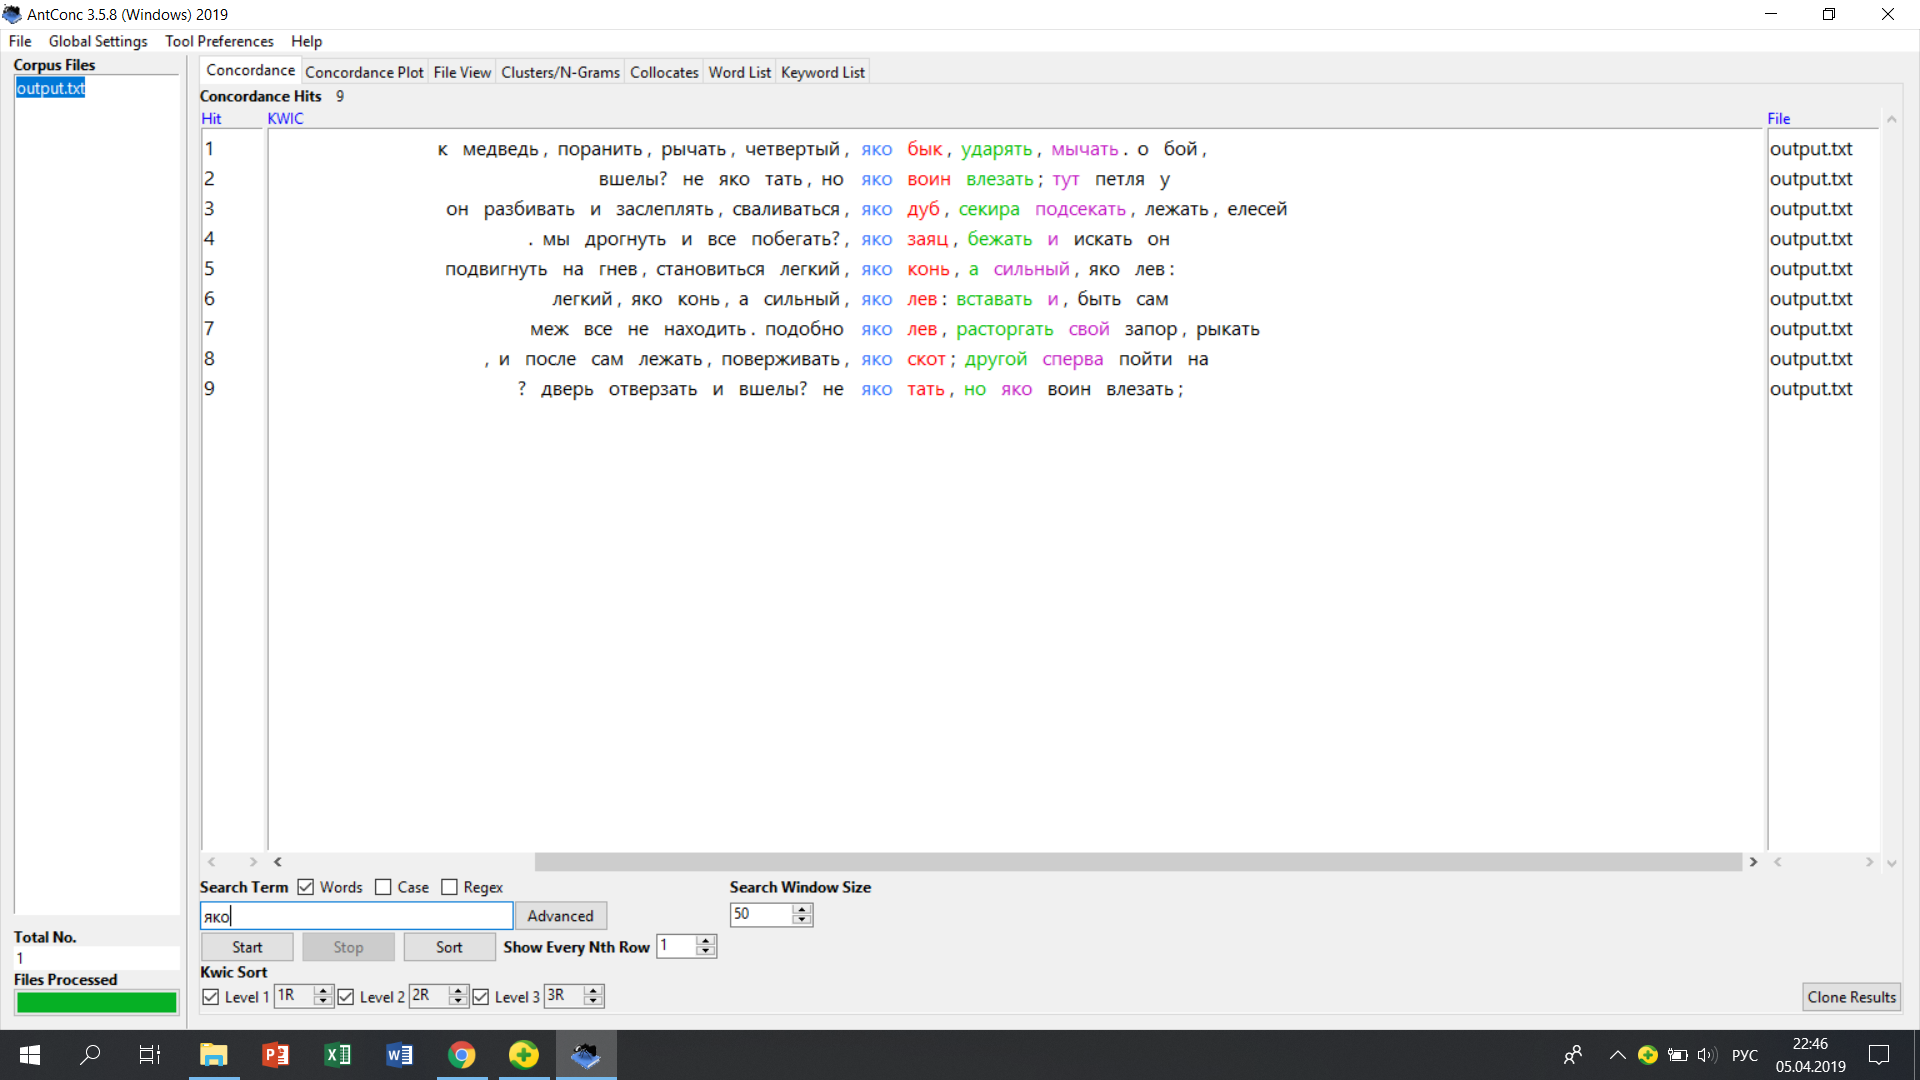 AntConc 3.5.8 (Windows) 2019
File Global Settings Tool Preferences Help
Corpus Files
output.txt
Concordance Concordance Plot File View Clusters/N-Grams Collocates Word List Keyword List
Concordance Hits 9
Hit KWIC File
1 к медведь, поранить, рычать, четвертый, яко бык, ударять, мычать. о бой, output.txt
2 вшелы? не яко тать, но яко воин влезать; тут петля у output.txt
3 он разбивать и заслеплять, сваливаться, яко дуб, секира подсекать, лежать, елесей output.txt
4 . мы дрогнуть и все побегать?, яко заяц, бежать и искать он output.txt
5 подвигнуть на гнев, становиться легкий, яко конь, а сильный, яко лев: output.txt
6 легкий, яко конь, а сильный, яко лев: вставать и, быть сам output.txt
7 меж все не находить. подобно яко лев, расторгать свой запор, рыкать output.txt
8 , и после сам лежать, поверживать, яко скот; другой сперва пойти на output.txt
9 ? дверь отверзать и вшелы? не яко тать, но яко воин влезать; output.txt
Search Term Words Case Regex Search Window Size
яко Advanced 50
Start Stop Sort Show Every Nth Row 1
Kwic Sort
Level 1 1R Level 2 2R Level 3 3R Clone Results
Total No.
1
Files Processed
РУС 22:46
05.04.2019